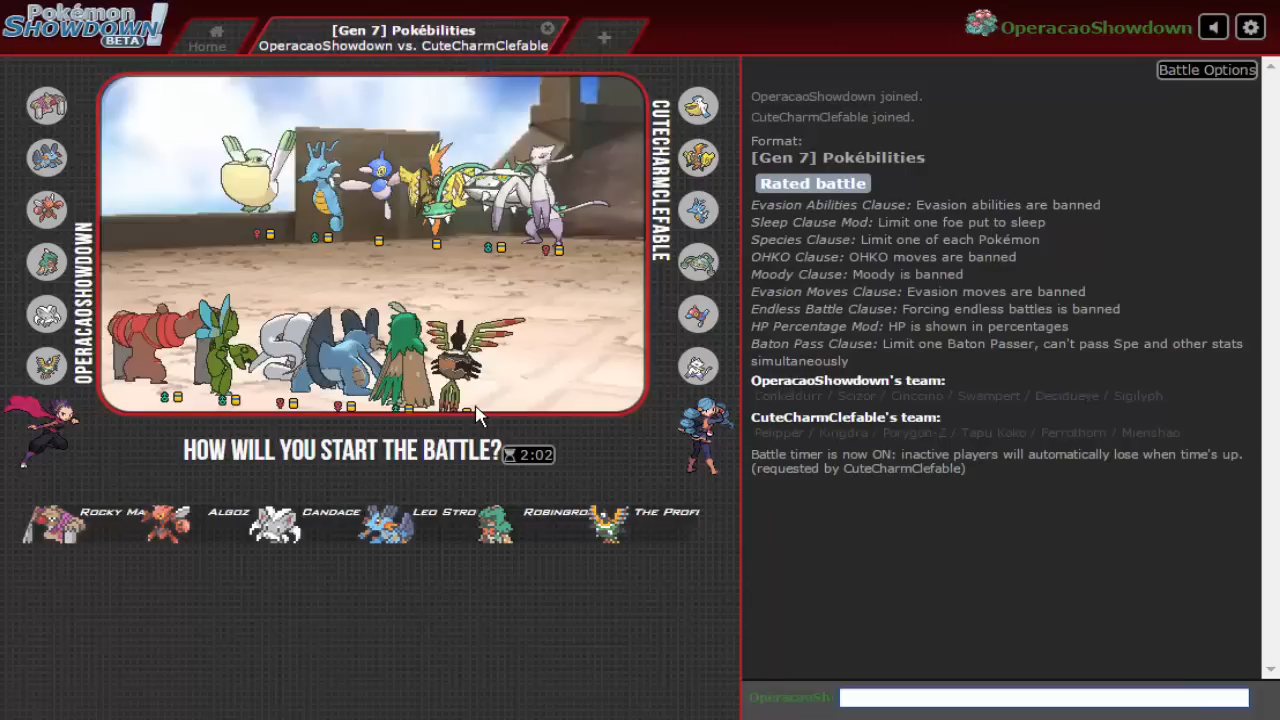 Pokémon
SHOWDOWN!
BETA
Home
[Gen 7] Pokébilities
OperacaoShowdown vs. CuteCharmClefable
OperacaoShowdown
OPERACAOSHOWDOWN
CUTECHARMCLEFABLE
HOW WILL YOU START THE BATTLE?
2:02
ROCKY MA
ALGOZ
CANDACE
LEO STRO
ROBINGRO
THE PROFI
Battle Options
OperacaoShowdown joined.
CuteCharmClefable joined.
Format:
[Gen 7] Pokébilities
Rated battle
Evasion Abilities Clause: Evasion abilities are banned
Sleep Clause Mod: Limit one foe put to sleep
Species Clause: Limit one of each Pokémon
OHKO Clause: OHKO moves are banned
Moody Clause: Moody is banned
Evasion Moves Clause: Evasion moves are banned
Endless Battle Clause: Forcing endless battles is banned
HP Percentage Mod: HP is shown in percentages
Baton Pass Clause: Limit one Baton Passer, can't pass Spe and other stats
simultaneously
OperacaoShowdown's team:
Conkeldurr / Scizor / Cinccino / Swampert / Decidueye / Sigilyph
CuteCharmClefable's team:
Pelipper / Kingdra / Porygon-Z / Tapu Koko / Ferrothorn / Mienshao
Battle timer is now ON: inactive players will automatically lose when time's up.
(requested by CuteCharmClefable)
OperacaoSh